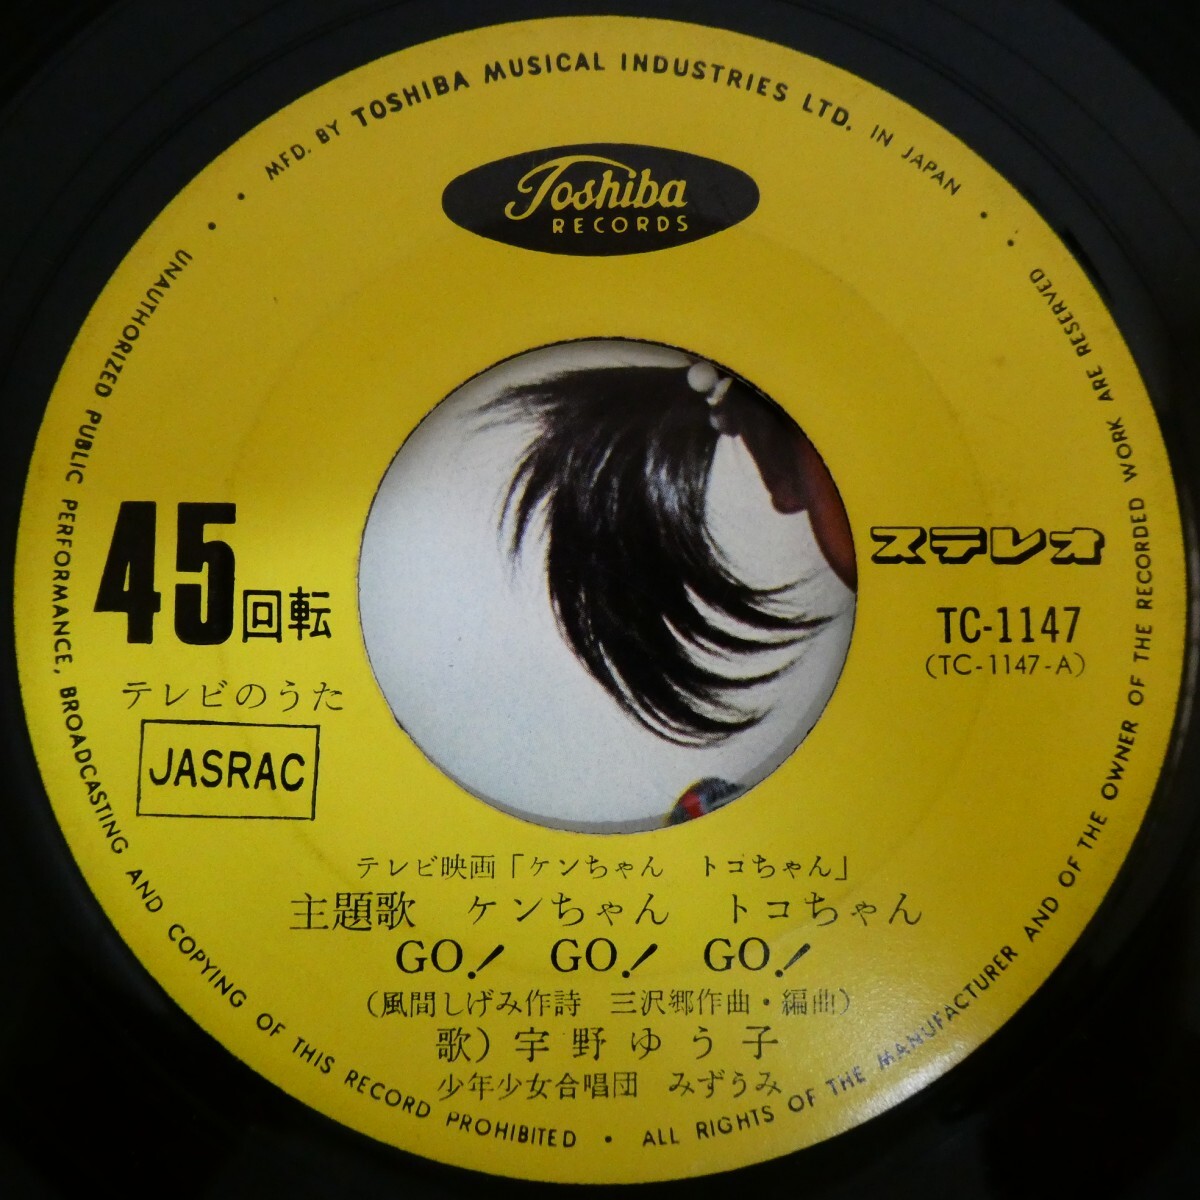 MFD. BY TOSHIBA MUSICAL INDUSTRIES LTD. IN JAPAN
Toshiba
RECORDS
45回転
テレビのうた
JASRAC
ステレオ
TC-1147
(TC-1147-A)
テレビ映画「ケンちゃん トコちゃん」
主題歌 ケンちゃん トコちゃん
GO! GO! GO!
(風間しげみ作詩 三沢郷作曲・編曲)
歌) 宇野ゆう子
少年少女合唱団 みずうみ
UNAUTHORIZED PUBLIC PERFORMANCE, BROADCASTING AND COPYING OF THIS RECORD PROHIBITED • ALL RIGHTS OF THE MANUFACTURER AND OF THE OWNER OF THE RECORDED WORK ARE RESERVED